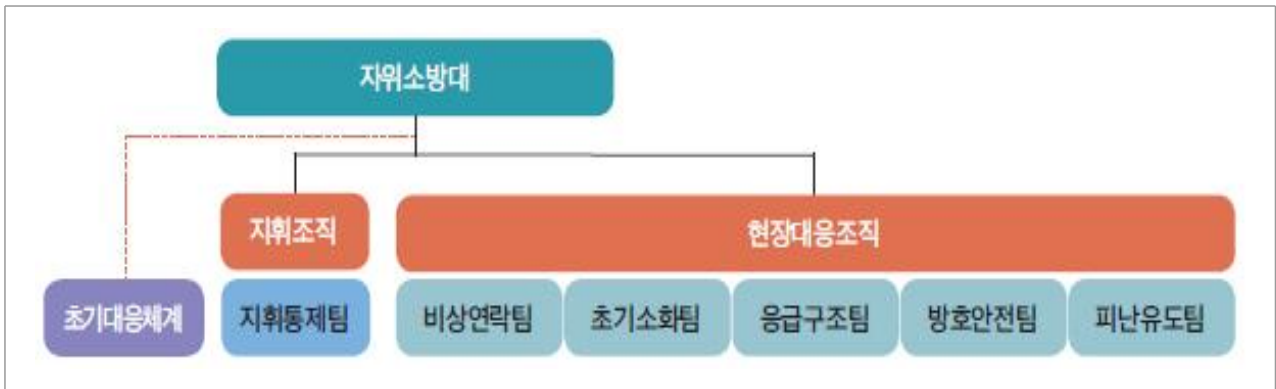 자위소방대
지휘조직
현장대응조직
초기대응체계
지휘통제팀
비상연락팀
초기소화팀
응급구조팀
방호안전팀
피난유도팀